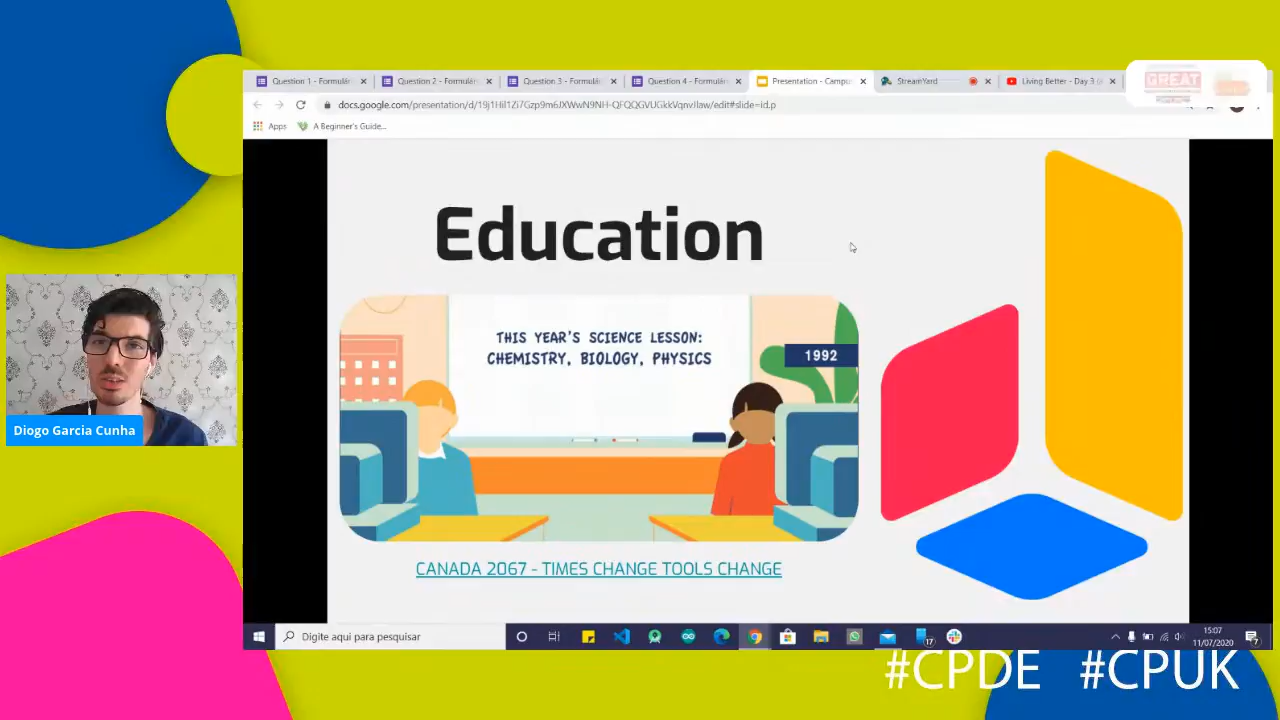 Question 1 - Formulár
Question 2 - Formulár
Question 3 - Formulár
Question 4 - Formulár
Presentation - Campu
StreamYard
Living Better - Day 3
GREAT
docs.google.com/presentation/d/
/edit#slide=id.p
Apps
A Beginner's Guide...
Education
THIS YEAR'S SCIENCE LESSON:
CHEMISTRY, BIOLOGY, PHYSICS
1992
CANADA 2067 - TIMES CHANGE TOOLS CHANGE
Diogo Garcia Cunha
Digite aqui para pesquisar
17
15:07
11/07/2020
7
#CPDE #CPUK